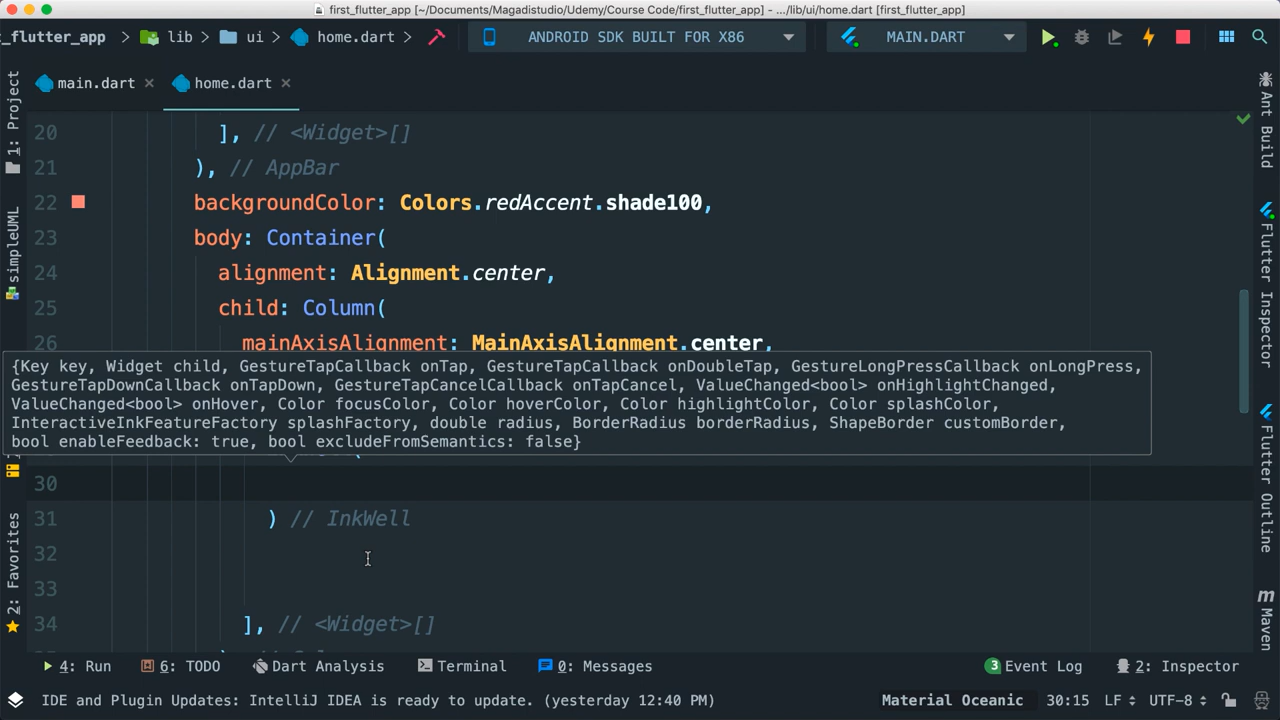 first_flutter_app [~/Documents/Magadistudio/Udemy/Course Code/first_flutter_app] - .../lib/ui/home.dart [first_flutter_app]
t_flutter_app > lib > ui > home.dart >
ANDROID SDK BUILT FOR X86
MAIN.DART
main.dart
home.dart
1: Project
simpleUML
2: Favorites
20 ], // <Widget>[]
21 ), // AppBar
22 backgroundColor: Colors.redAccent.shade100,
23 body: Container(
24 alignment: Alignment.center,
25 child: Column(
26 mainAxisAlignment: MainAxisAlignment.center,
{Key key, Widget child, GestureTapCallback onTap, GestureTapCallback onDoubleTap, GestureLongPressCallback onLongPress,
GestureTapDownCallback onTapDown, GestureTapCancelCallback onTapCancel, ValueChanged<bool> onHighlightChanged,
ValueChanged<bool> onHover, Color focusColor, Color hoverColor, Color highlightColor, Color splashColor,
InteractiveInkFeatureFactory splashFactory, double radius, BorderRadius borderRadius, ShapeBorder customBorder,
bool enableFeedback: true, bool excludeFromSemantics: false}
30
31 ) // InkWell
32
33
34 ], // <Widget>[]
Ant Build
Flutter Inspector
Flutter Outline
Maven
4: Run
6: TODO
Dart Analysis
Terminal
0: Messages
3 Event Log
2: Inspector
IDE and Plugin Updates: IntelliJ IDEA is ready to update. (yesterday 12:40 PM)
Material Oceanic
30:15
LF
UTF-8